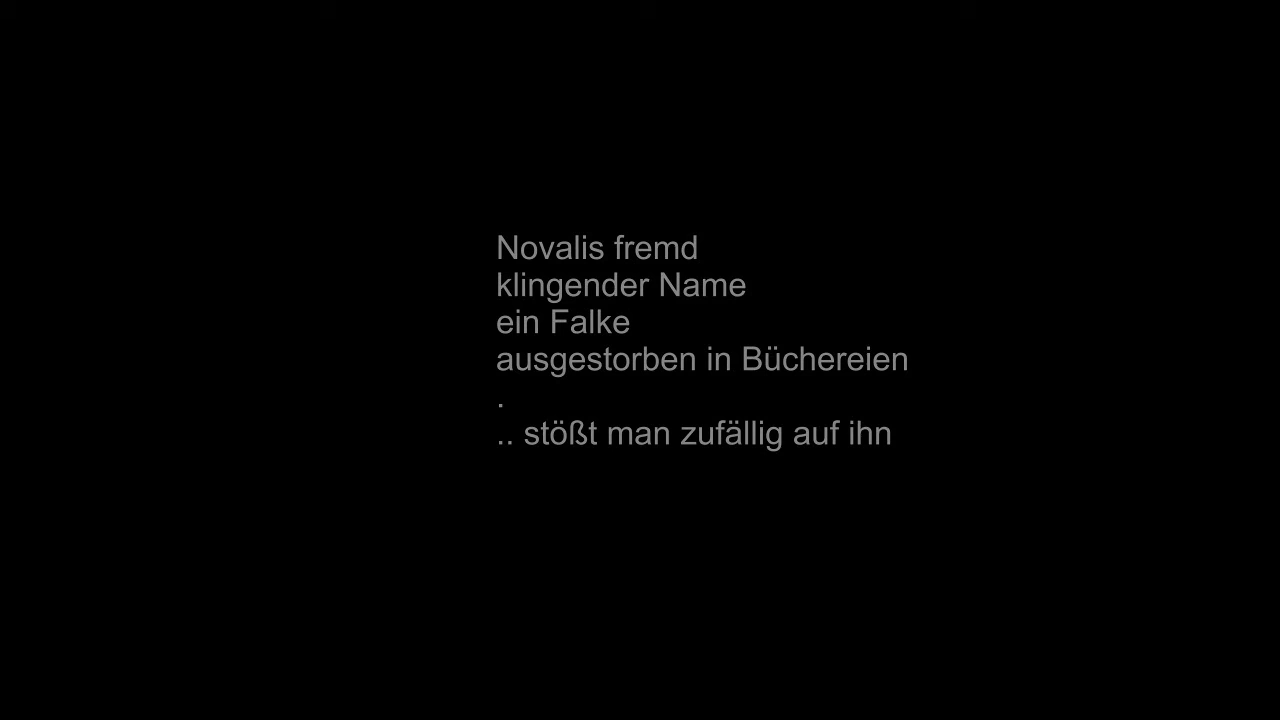 Novalis fremd
klingender Name
ein Falke
ausgestorben in Büchereien
.
.. stößt man zufällig auf ihn